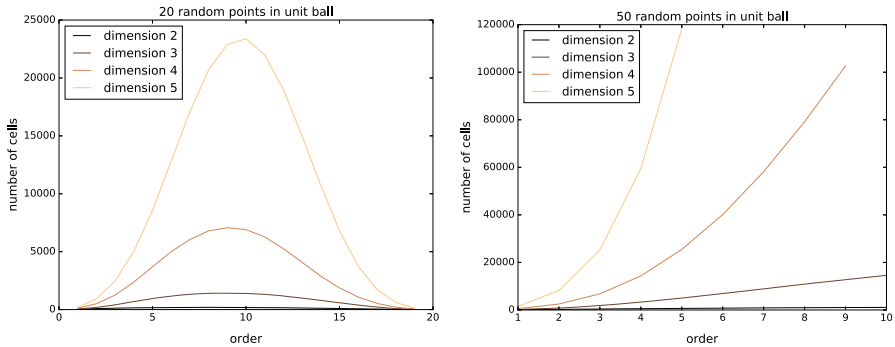 20 random points in unit ball
25000
20000
15000
10000
5000
0
0 5 10 15 20
number of cells
order
dimension 2
dimension 3
dimension 4
dimension 5
50 random points in unit ball
120000
100000
80000
60000
40000
20000
0
1 2 3 4 5 6 7 8 9 10
number of cells
order
dimension 2
dimension 3
dimension 4
dimension 5